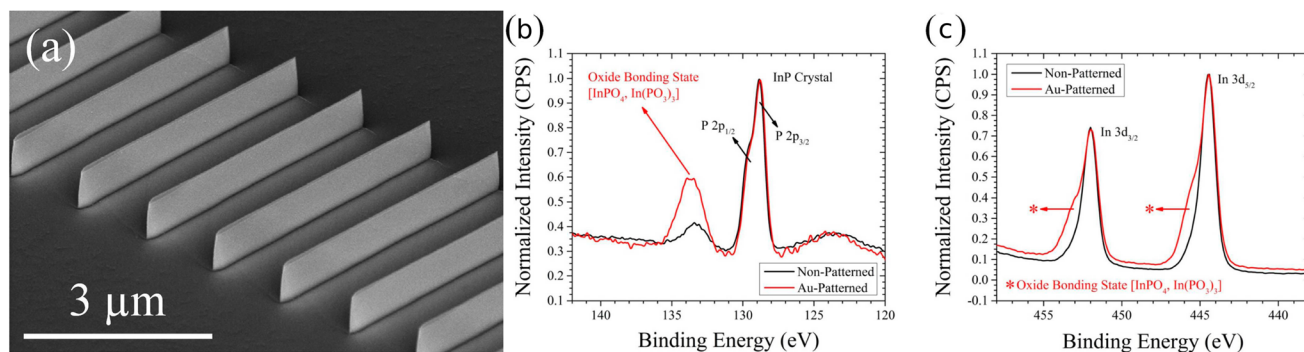 (a)
3 μm
(b)
Normalized Intensity (CPS)
1.1
1.0
0.9
0.8
0.7
0.6
0.5
0.4
0.3
0.2
0.1
Oxide Bonding State
[InPO₄, In(PO₃)₃]
InP Crystal
P 2p₁/₂
P 2p₃/₂
Non-Patterned
Au-Patterned
140
136
132
128
124
120
Binding Energy (eV)
(c)
Normalized Intensity (CPS)
1.1
1.0
0.9
0.8
0.7
0.6
0.5
0.4
0.3
0.2
0.1
0.0
-0.1
Non-Patterned
Au-Patterned
In 3d₅/₂
In 3d₃/₂
*
*
*Oxide Bonding State [InPO₄, In(PO₃)₃]
455
450
445
440
Binding Energy (eV)